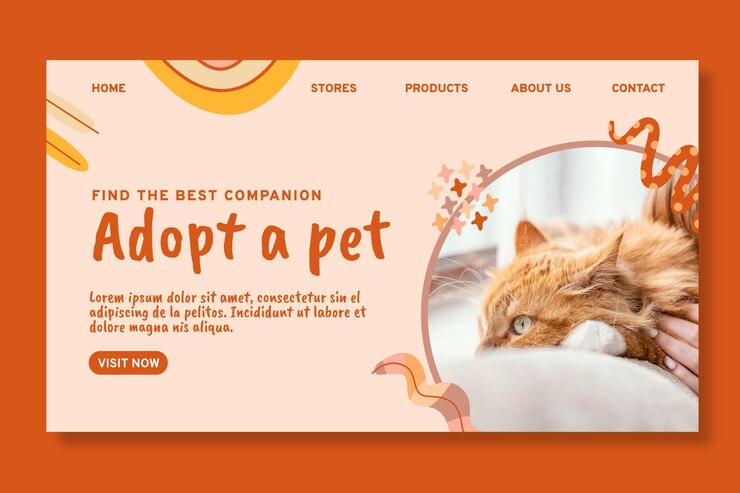 HOME STORES PRODUCTS ABOUT US CONTACT
FIND THE BEST COMPANION
Adopt a pet
Lorem ipsum dolor sit amet, consectetur sin el
adipiscing de la pelitos. Incididunt ut labore et
dolore magna nis aliqua.
VISIT NOW